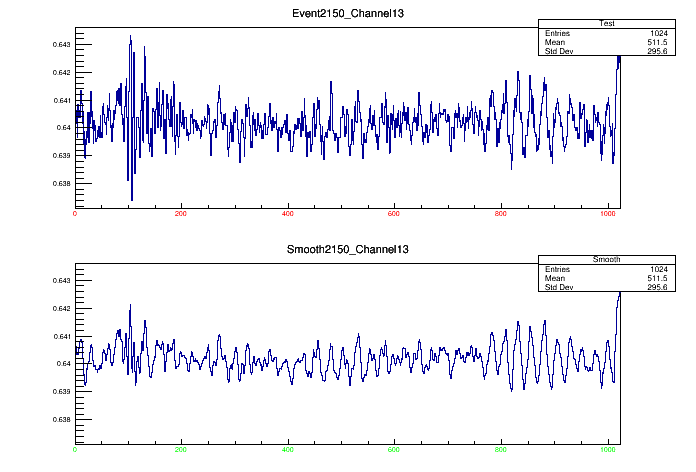 Event2150_Channel13
Test
Entries 1024
Mean 511.5
Std Dev 295.6
0.643
0.642
0.641
0.64
0.639
0.638
0 200 400 600 800 1000
Smooth2150_Channel13
Smooth
Entries 1024
Mean 511.5
Std Dev 295.6
0.643
0.642
0.641
0.64
0.639
0.638
0 200 400 600 800 1000